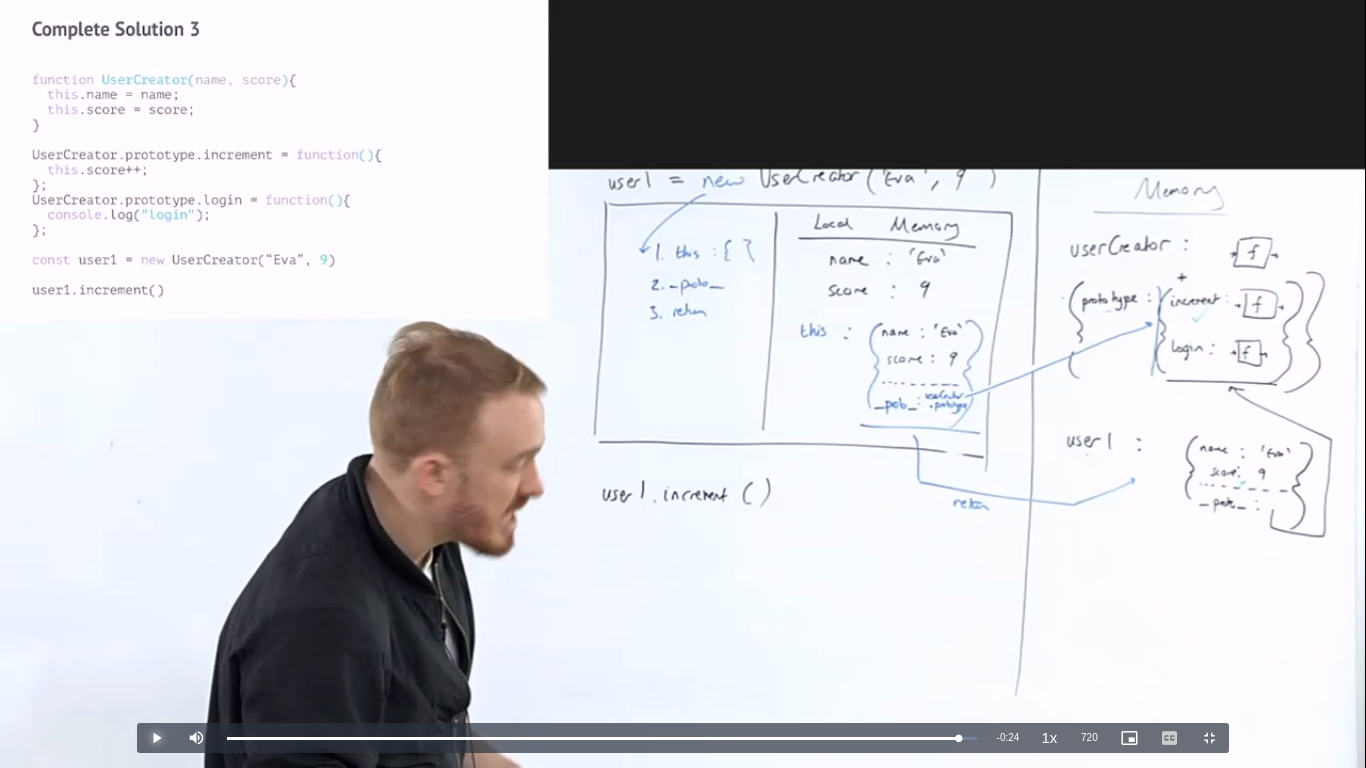 Complete Solution 3
function UserCreator(name, score){
this.name = name;
this.score = score;
}
UserCreator.prototype.increment = function(){
this.score++;
};
UserCreator.prototype.login = function(){
console.log("login");
};
const user1 = new UserCreator(“Eva”, 9)
user1.increment()
user1 = new UserCreator('Eva', 9)
1. this : { }
2. _proto_
3. return
Local Memory
name : 'Eva'
score : 9
this : { name : 'Eva'
score : 9
_proto_ : userCreator
.prototype }
user1.increment ()
return
Memory
userCreator : f
+
{ prototype : { increment : f
login : f } }
user1 : { name : 'Eva'
score : 9
_proto_ : }
-0:24
1x
720
CC